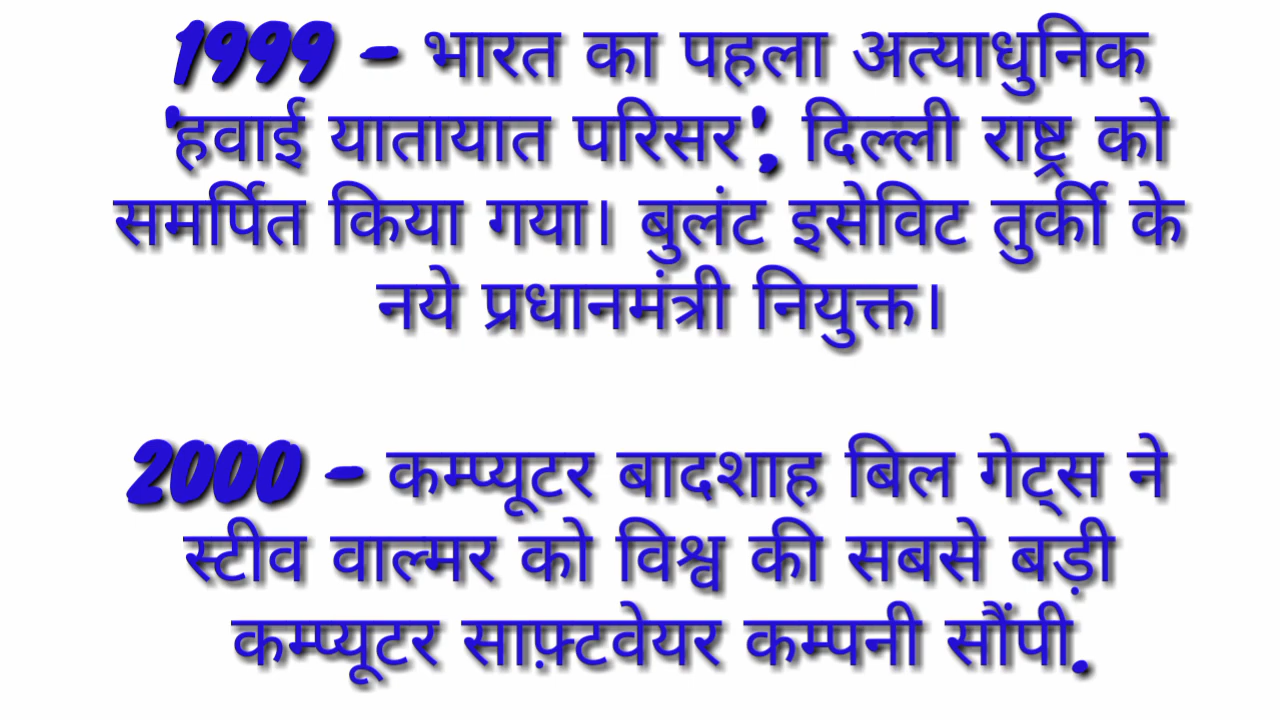 1999 - भारत का पहला अत्याधुनिक
'हवाई यातायात परिसर', दिल्ली राष्ट्र को
समर्पित किया गया। बुलंट इसेविट तुर्की के
नये प्रधानमंत्री नियुक्त।
2000 - कम्प्यूटर बादशाह बिल गेट्स ने
स्टीव वाल्मर को विश्व की सबसे बड़ी
कम्प्यूटर साफ़्टवेयर कम्पनी सौंपी.